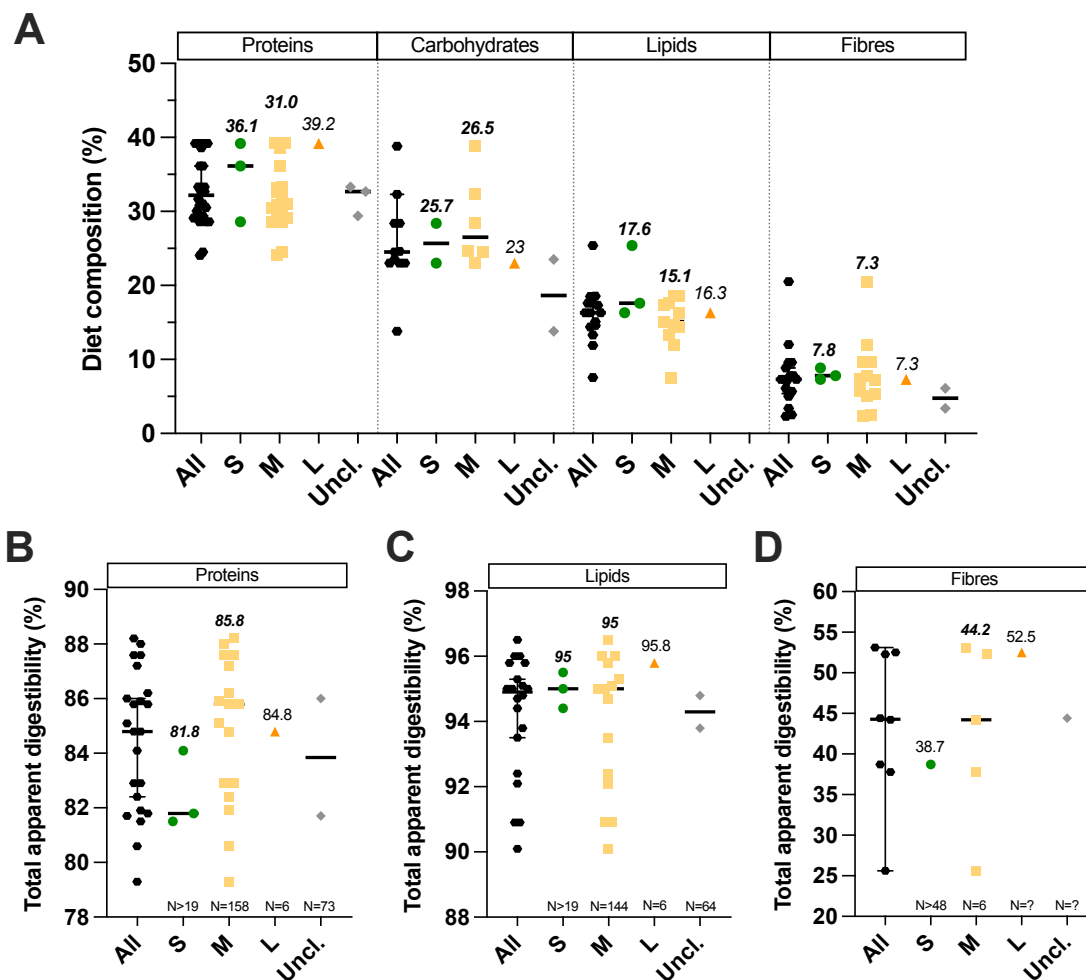 A
Proteins Carbohydrates Lipids Fibres
Diet composition (%)
50
40
30
20
10
0
36.1 31.0 39.2 25.7 26.5 23 17.6 15.1 16.3 7.8 7.3 7.3
All S M L Uncl. All S M L Uncl. All S M L Uncl. All S M L Uncl.
B
Proteins
Total apparent digestibility (%)
90
88
86
84
82
80
78
81.8 85.8 84.8
N>19 N=158 N=6 N=73
All S M L Uncl.
C
Lipids
Total apparent digestibility (%)
98
96
94
92
90
88
95 95 95.8
N>19 N=144 N=6 N=64
All S M L Uncl.
D
Fibres
Total apparent digestibility (%)
60
55
50
45
40
35
30
25
20
38.7 44.2 52.5
N>48 N=6 N=? N=?
All S M L Uncl.